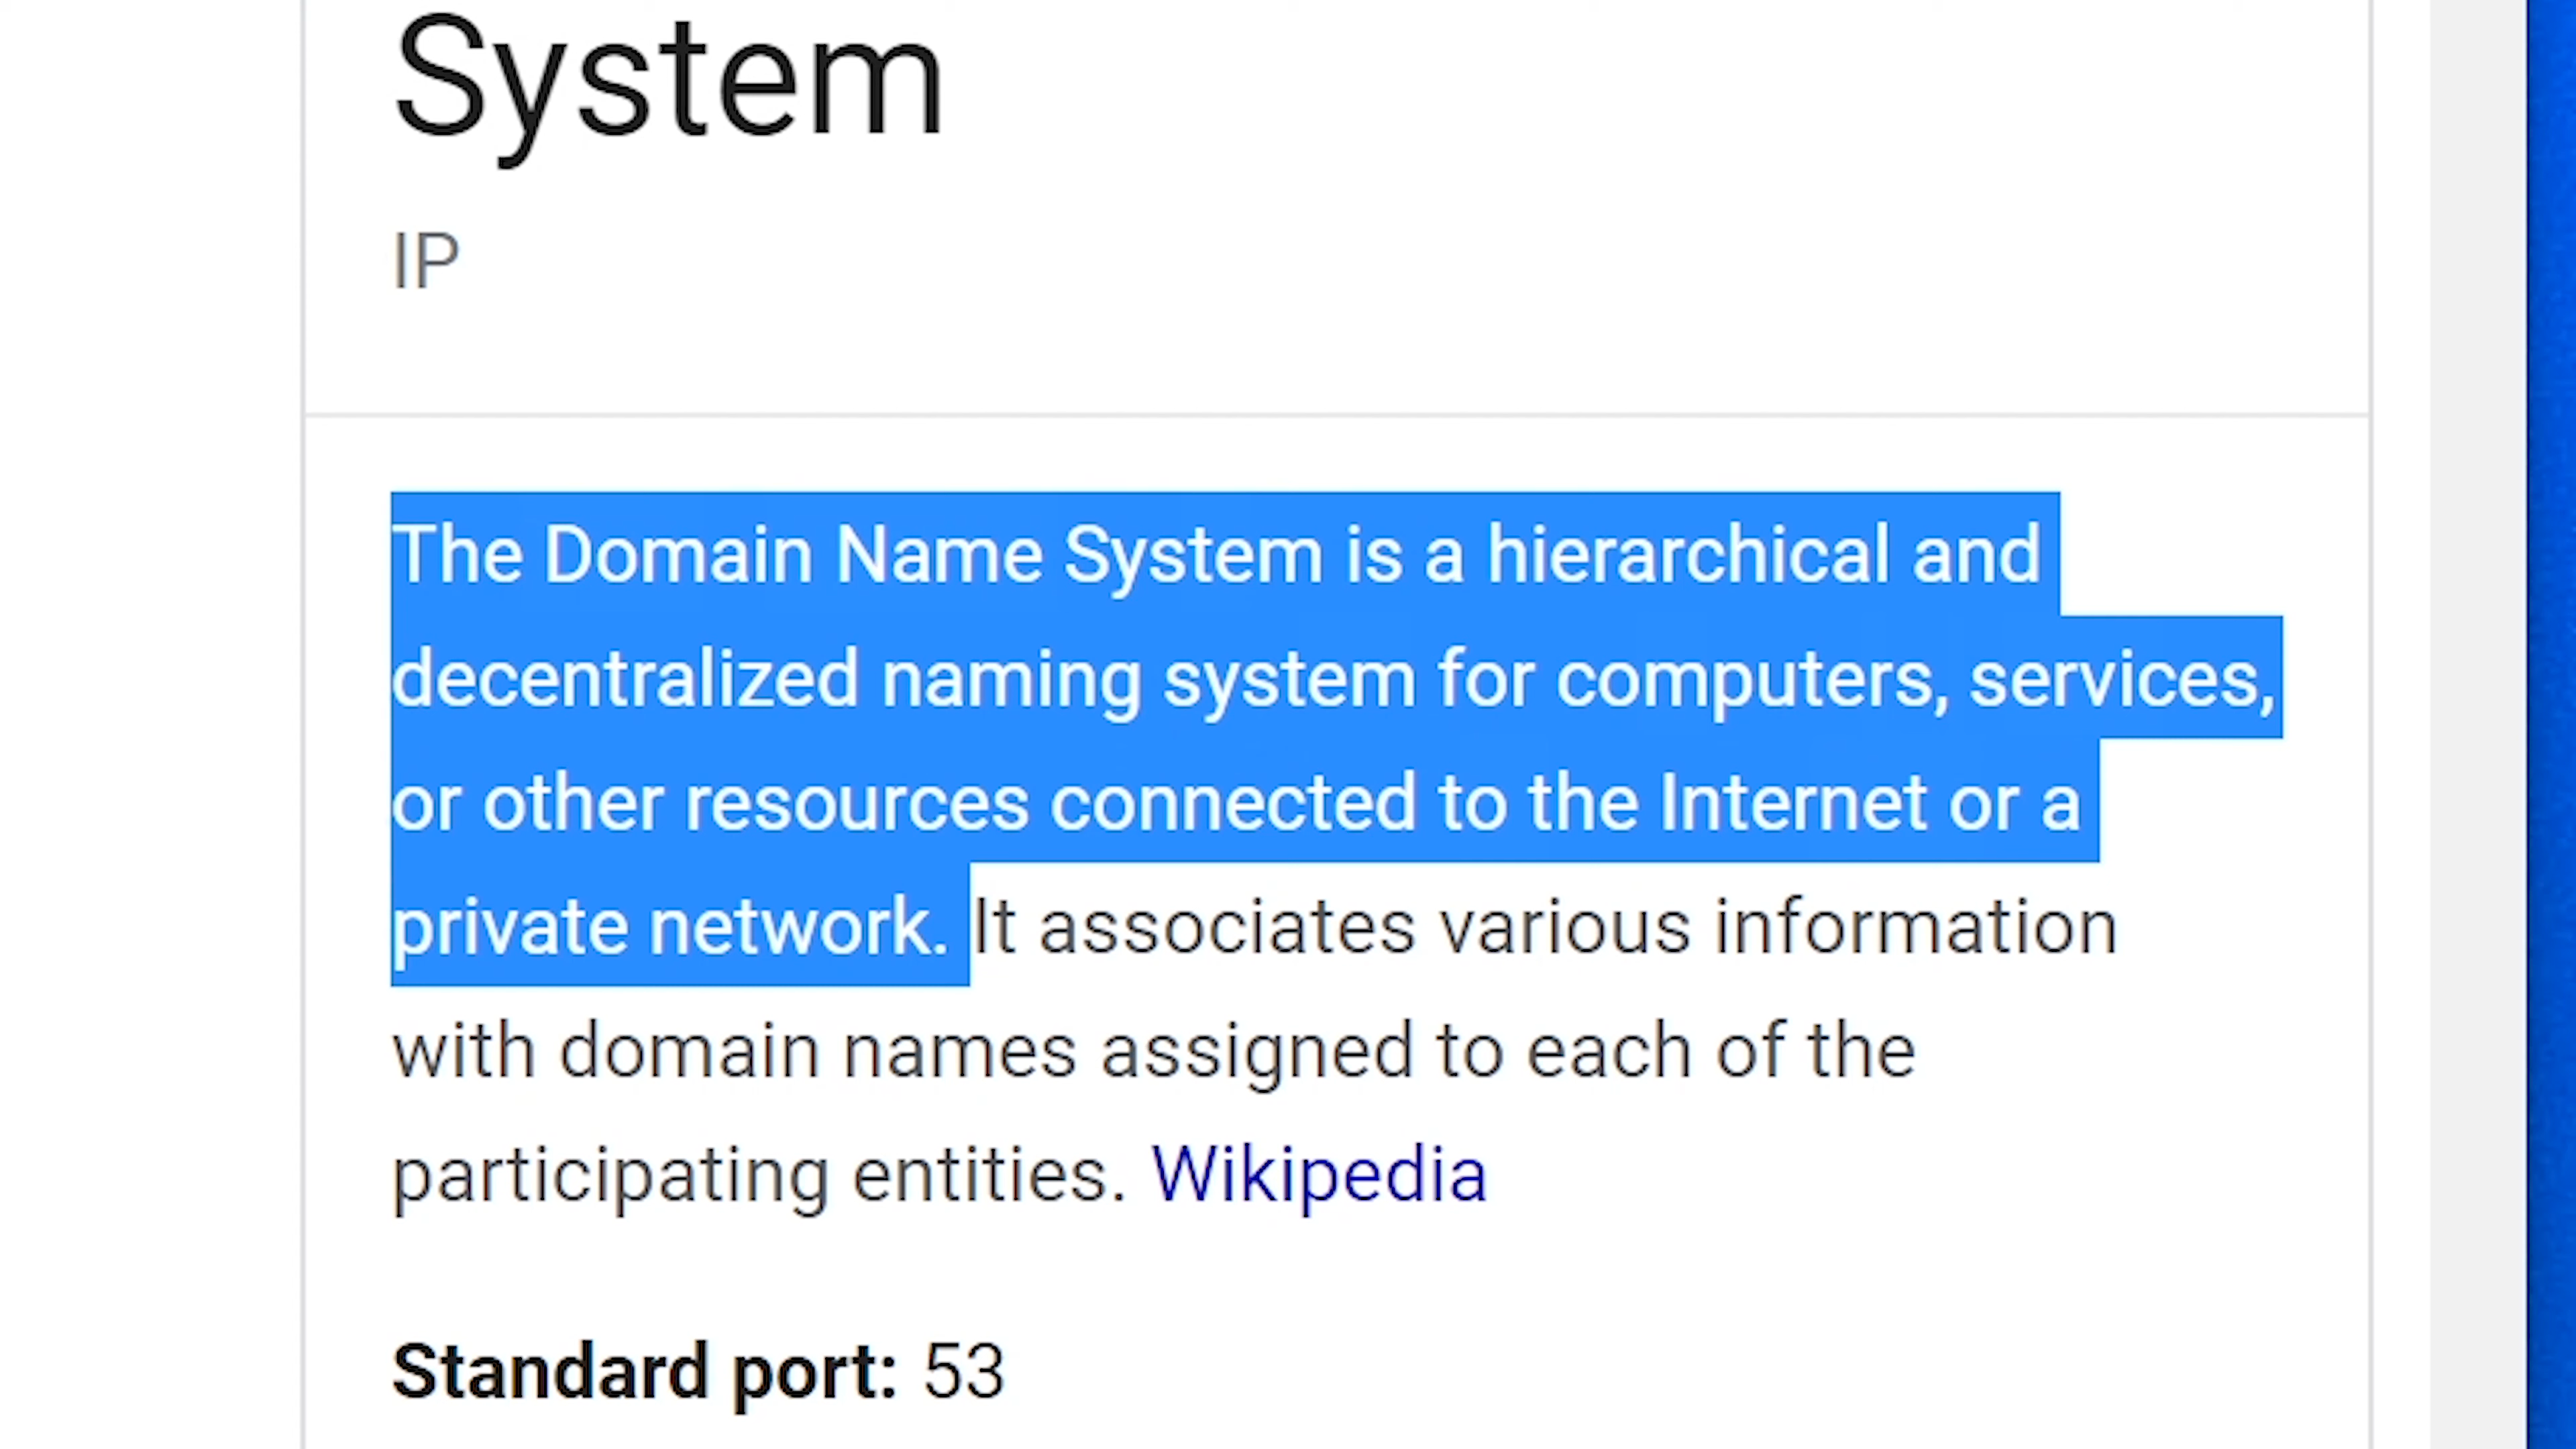 System
IP
The Domain Name System is a hierarchical and
decentralized naming system for computers, services,
or other resources connected to the Internet or a
private network. It associates various information
with domain names assigned to each of the
participating entities. Wikipedia
Standard port: 53